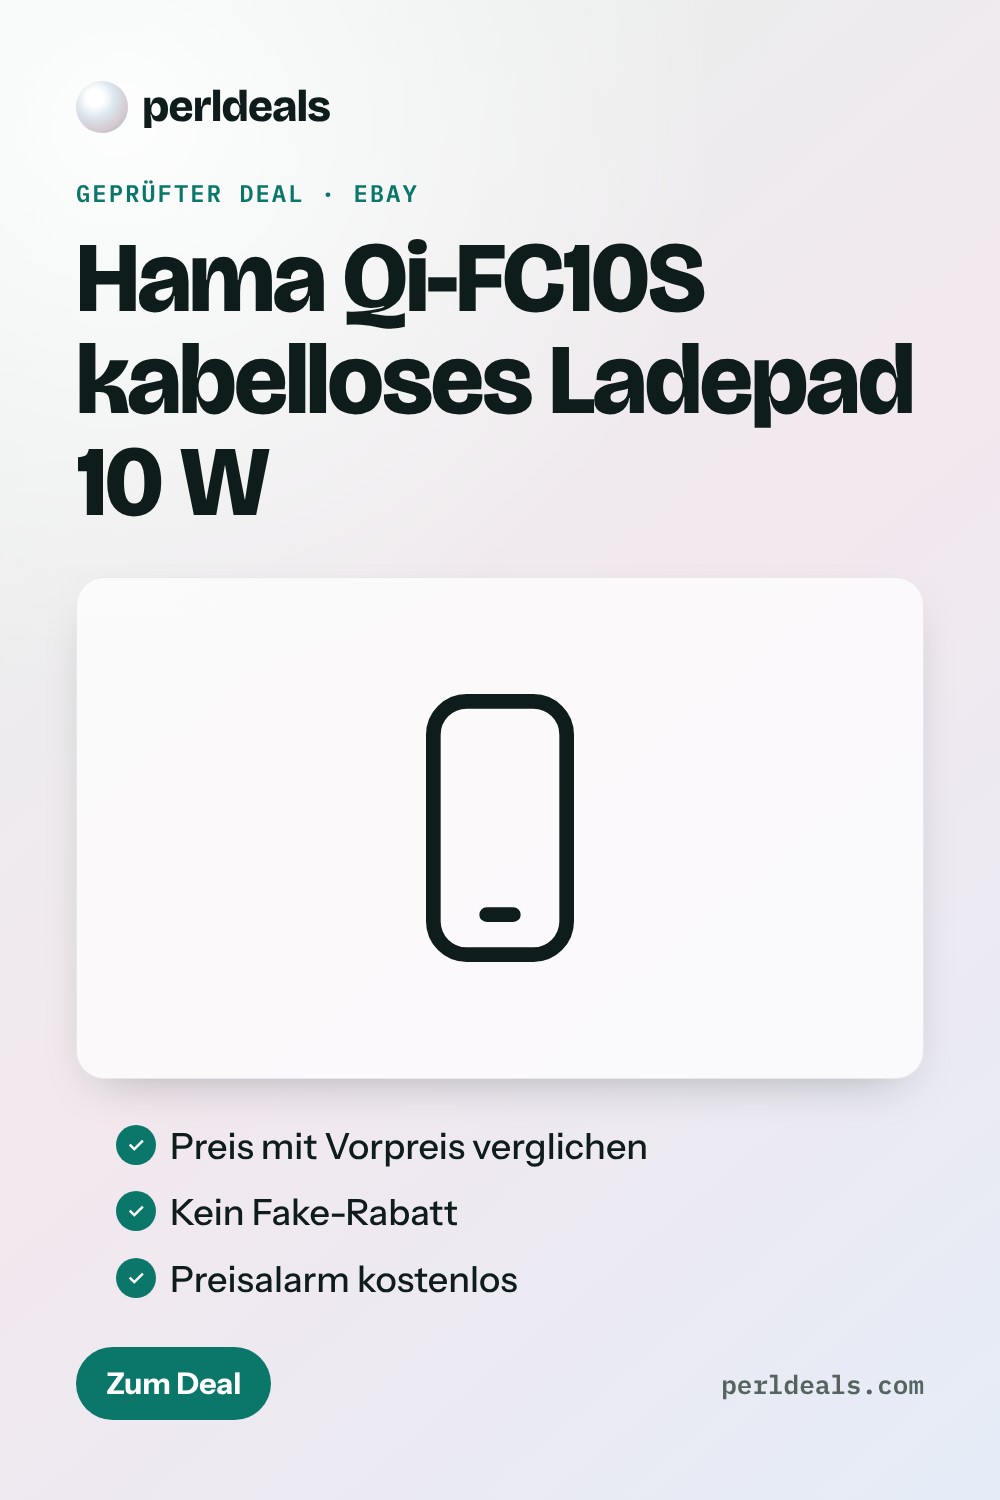 perldeals
GEPRÜFTER DEAL · EBAY
Hama Qi-FC10S
kabelloses Ladepad
10 W
Preis mit Vorpreis verglichen
Kein Fake-Rabatt
Preisalarm kostenlos
Zum Deal
perldeals.com